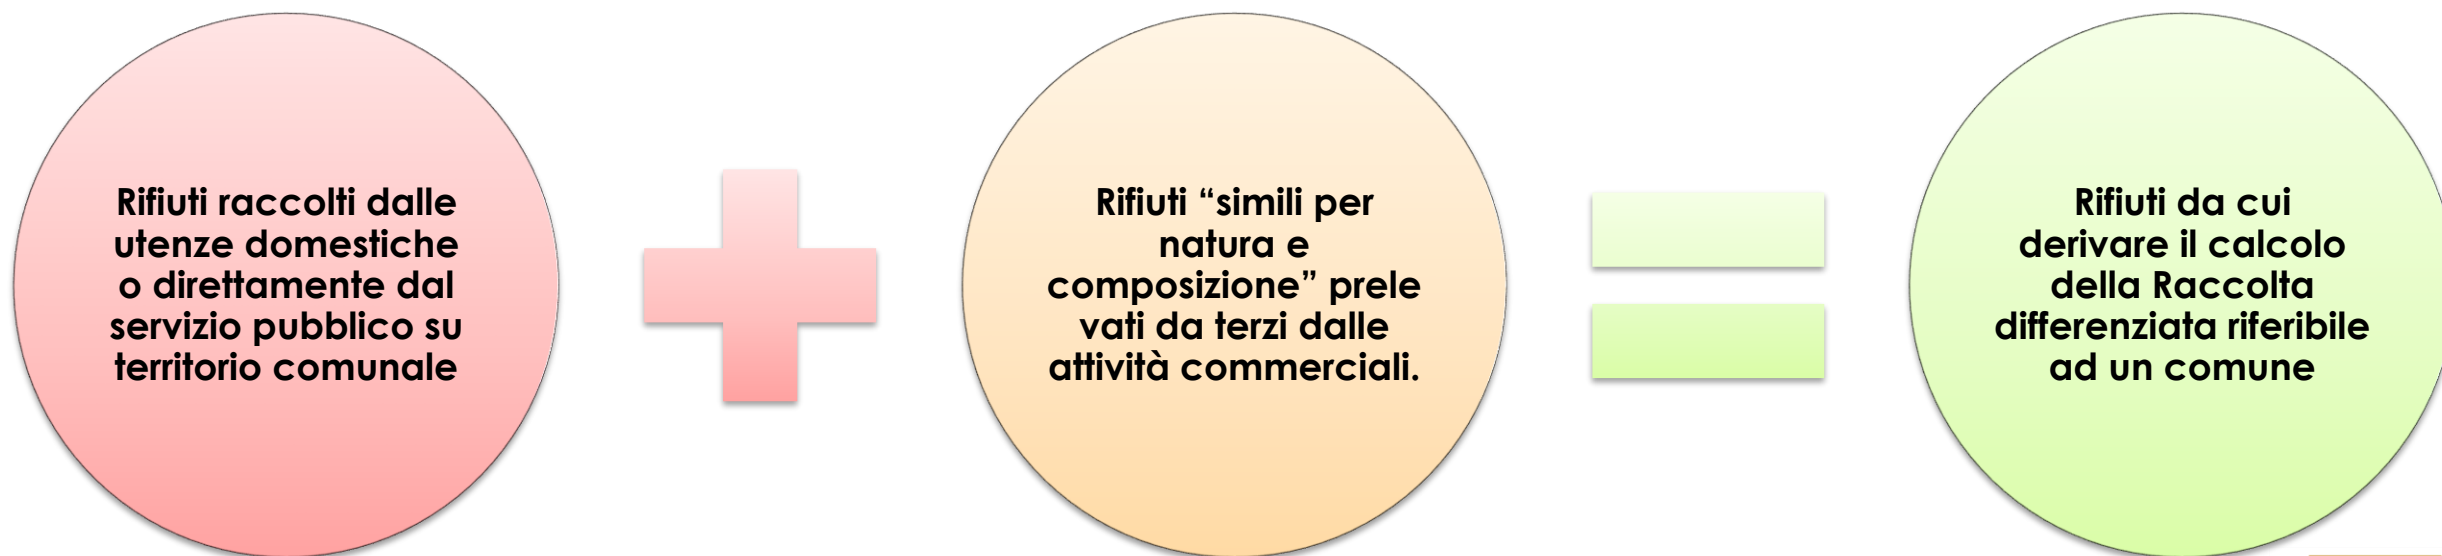 Rifiuti raccolti dalle
utenze domestiche
o direttamente dal
servizio pubblico su
territorio comunale
Rifiuti “simili per
natura e
composizione” prele
vati da terzi dalle
attività commerciali.
Rifiuti da cui
derivare il calcolo
della Raccolta
differenziata riferibile
ad un comune